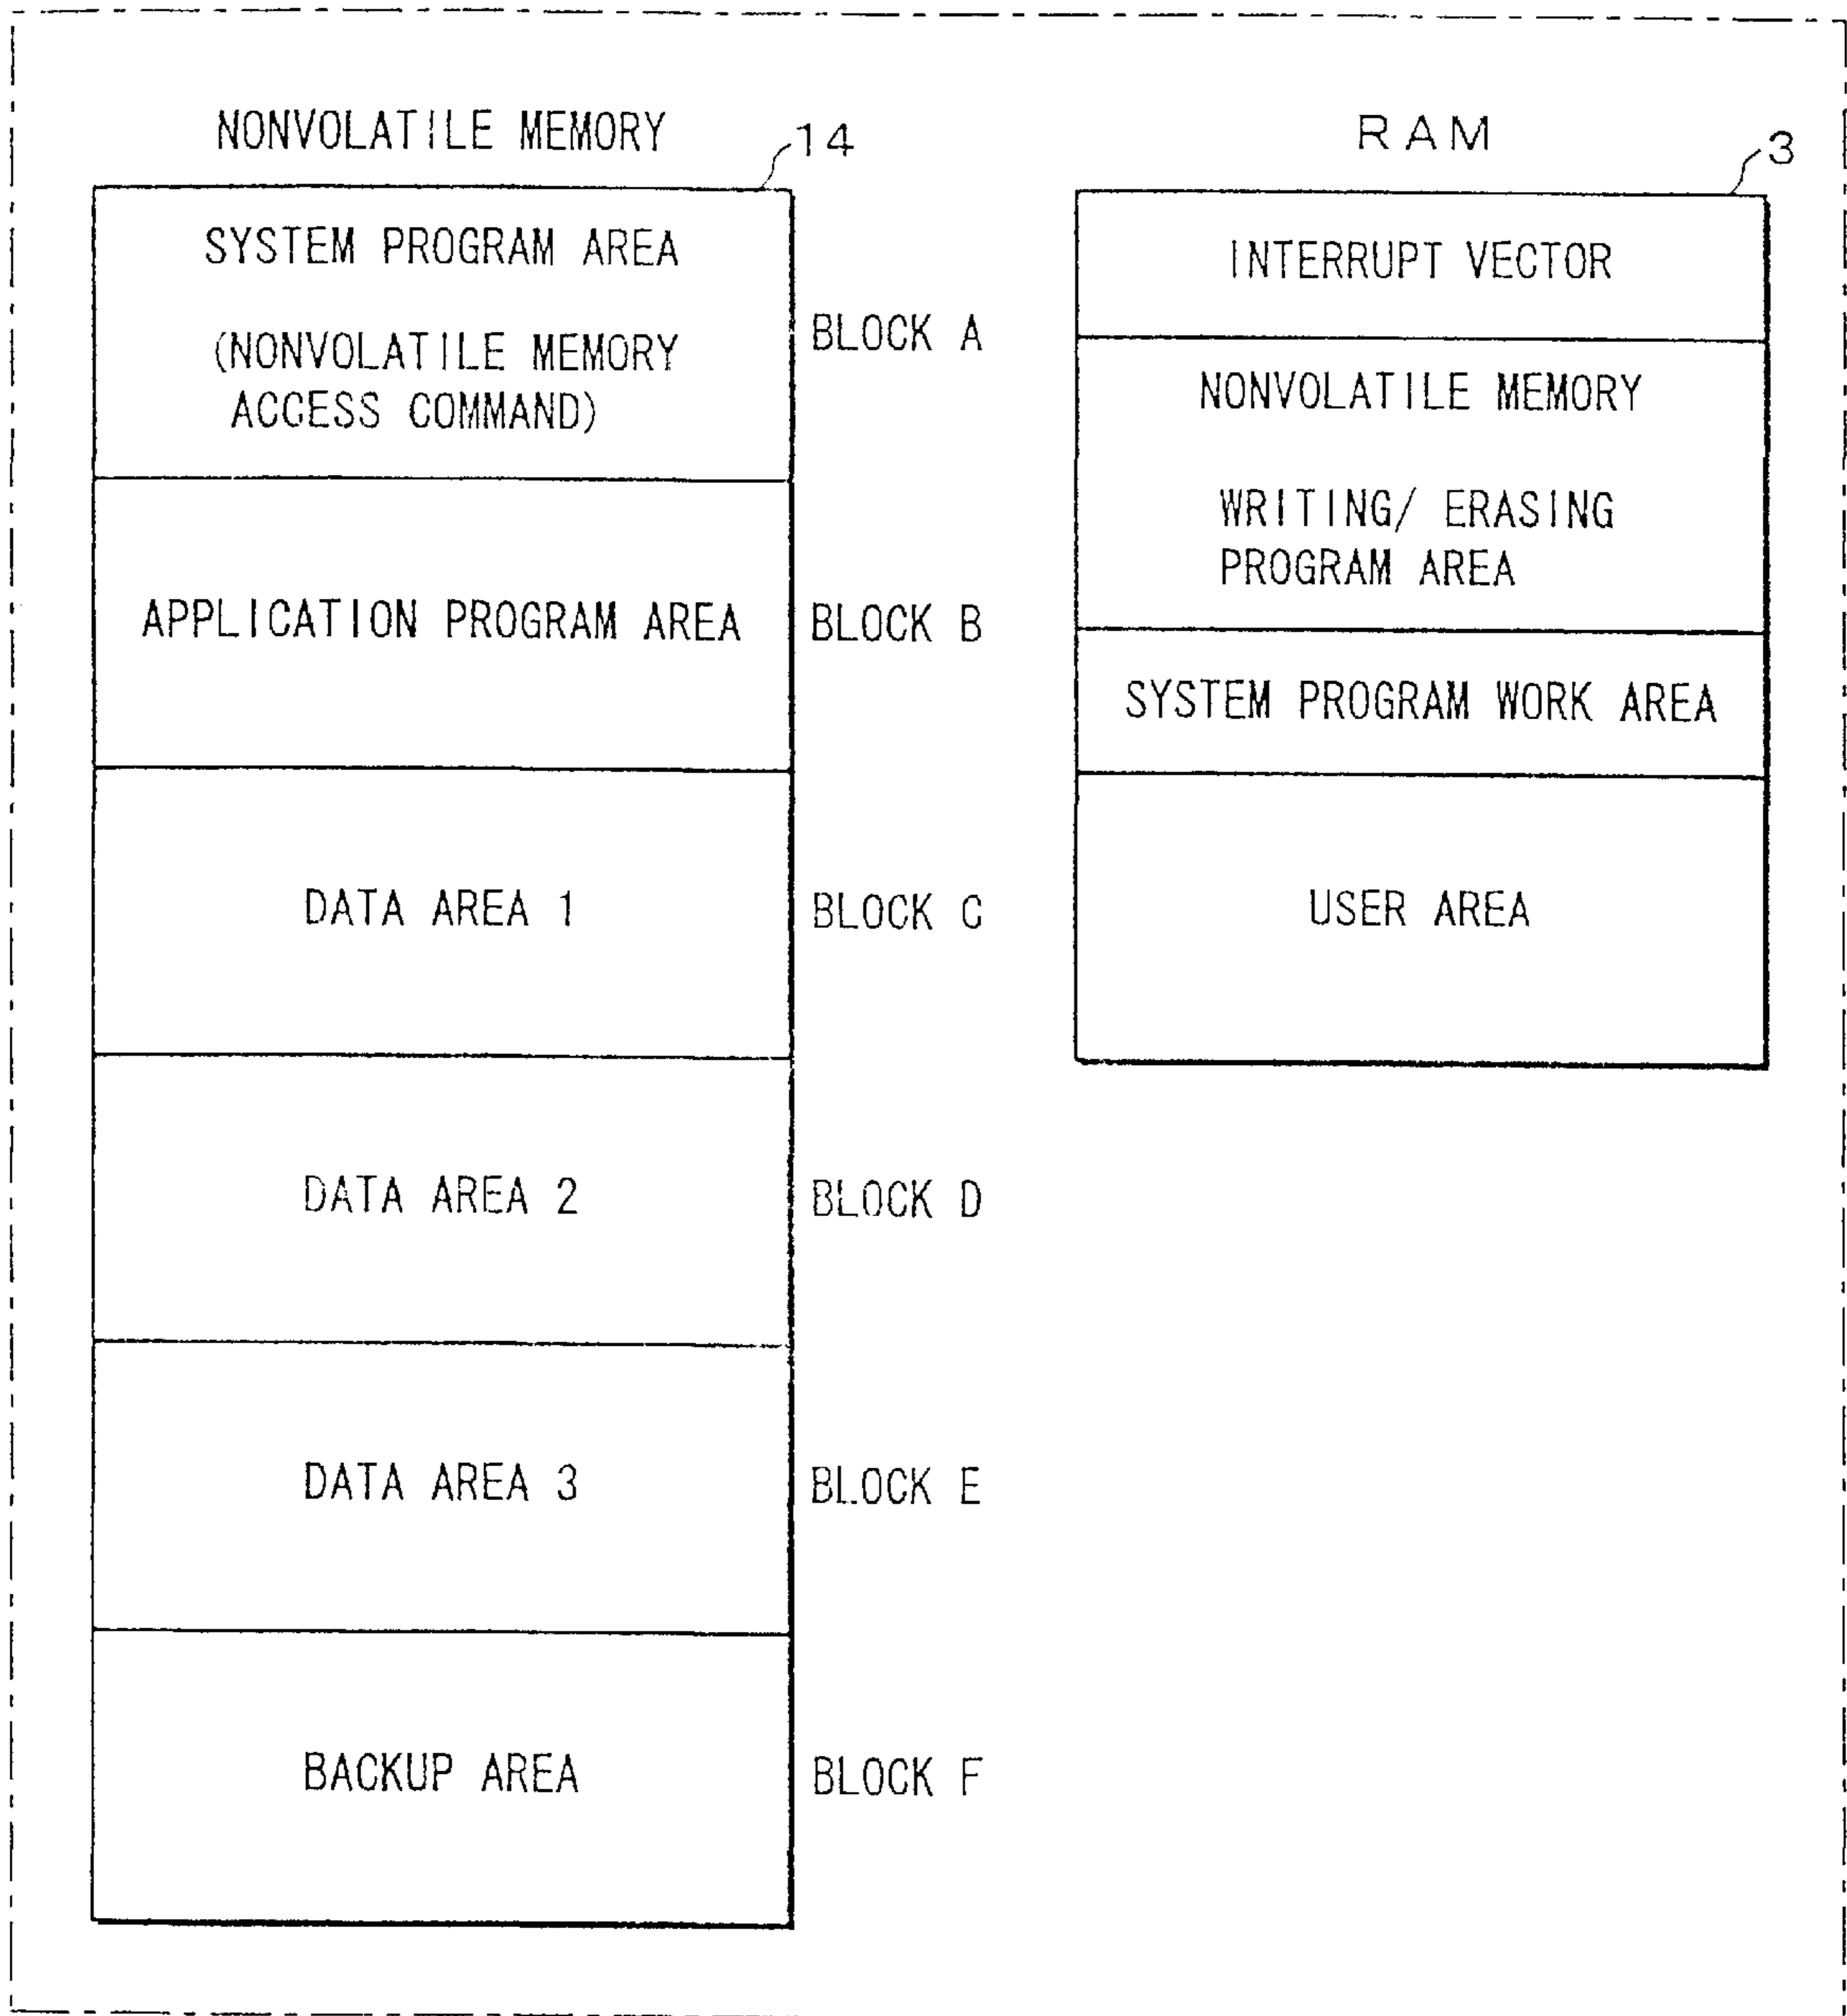 NONVOLATILE MEMORY
14
SYSTEM PROGRAM AREA
(NONVOLATILE MEMORY
ACCESS COMMAND)
BLOCK A
APPLICATION PROGRAM AREA
BLOCK B
DATA AREA 1
BLOCK C
DATA AREA 2
BLOCK D
DATA AREA 3
BLOCK E
BACKUP AREA
BLOCK F
RAM
3
INTERRUPT VECTOR
NONVOLATILE MEMORY
WRITING/ ERASING
PROGRAM AREA
SYSTEM PROGRAM WORK AREA
USER AREA